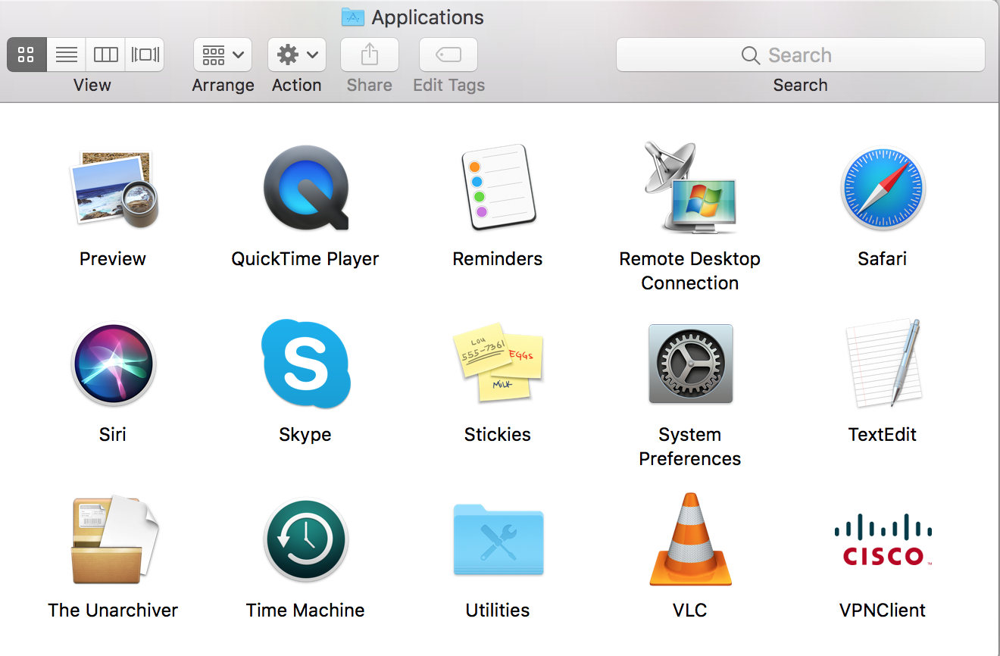 Applications
Search
View Arrange Action Share Edit Tags Search
Preview QuickTime Player Reminders Remote Desktop Connection Safari
Lou
555-7361
EGGS
MILK
Siri Skype Stickies System Preferences TextEdit
CISCO
The Unarchiver Time Machine Utilities VLC VPNClient